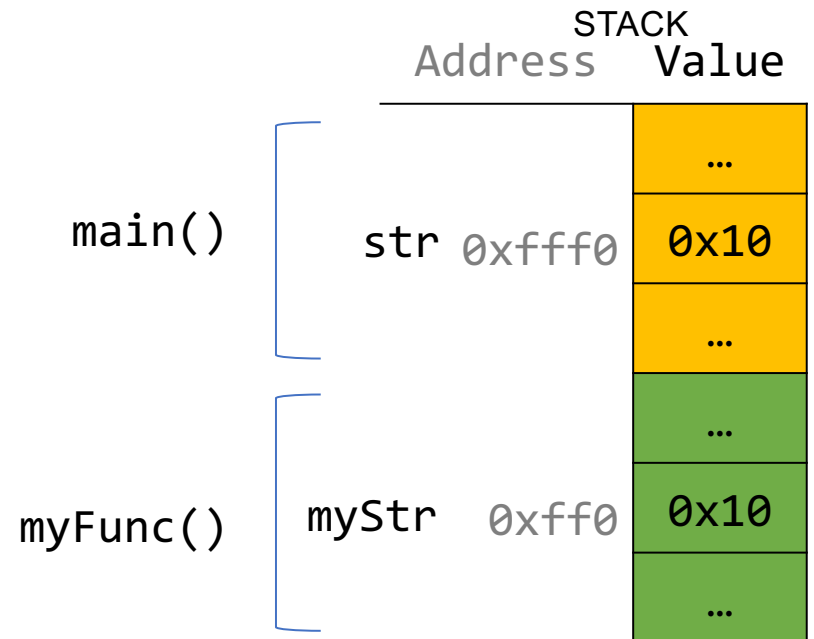 STACK
Address Value
…
main() str 0xfff0 0x10
…
…
myFunc() myStr 0xff0 0x10
…